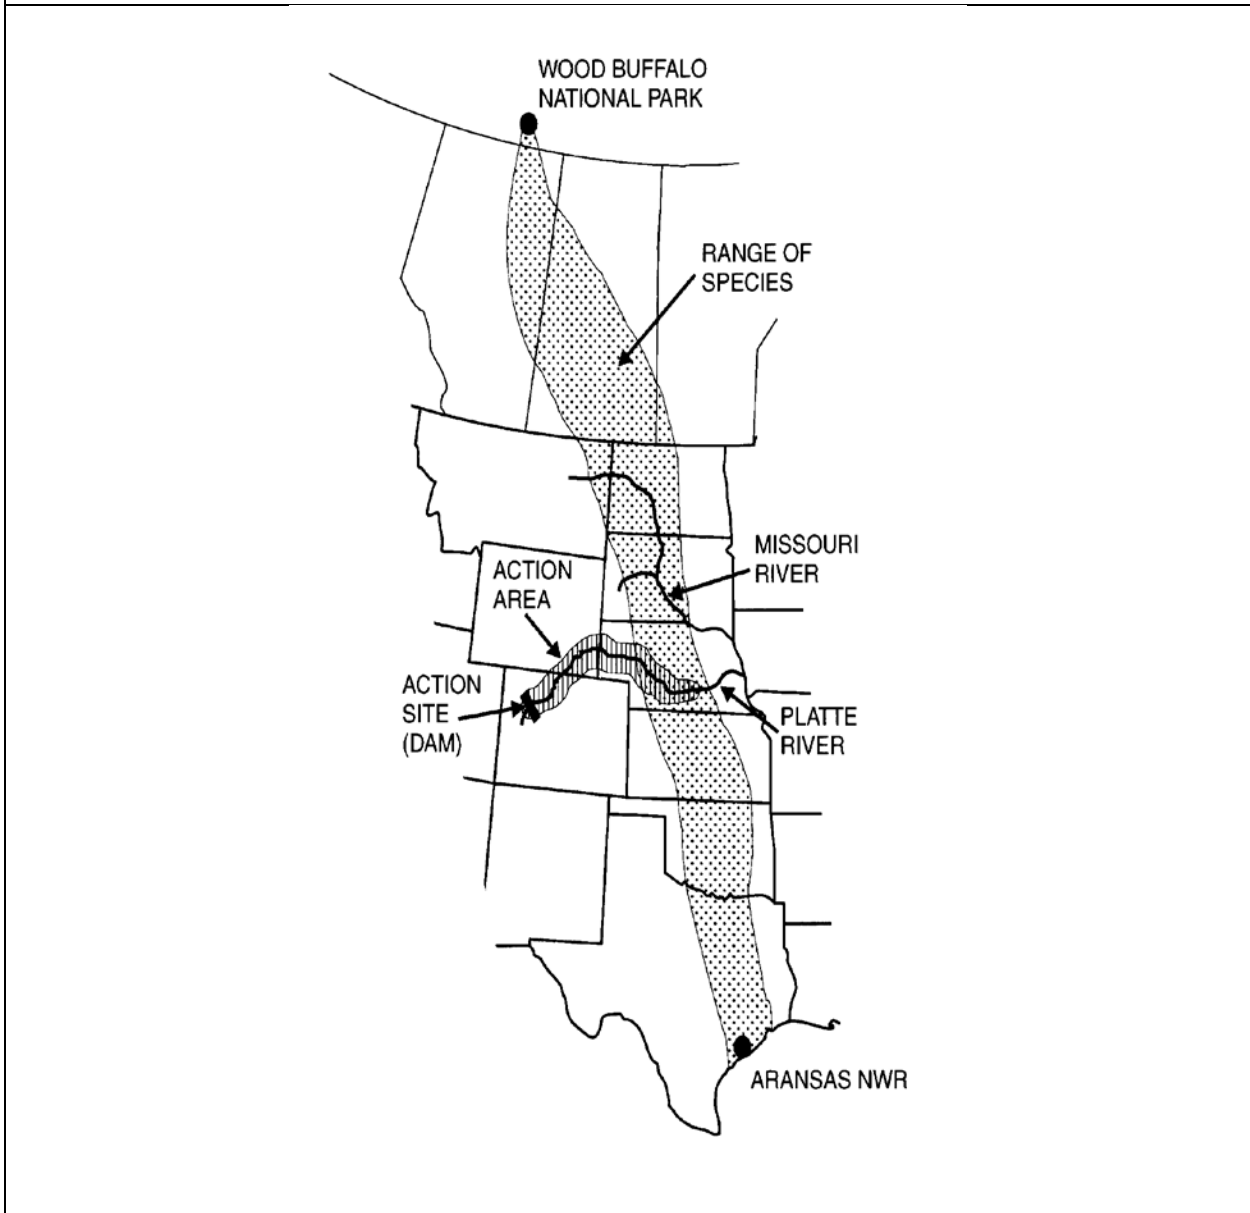 WOOD BUFFALO
NATIONAL PARK
RANGE OF
SPECIES
MISSOURI
RIVER
ACTION
AREA
ACTION
SITE
(DAM)
PLATTE
RIVER
ARANSAS NWR